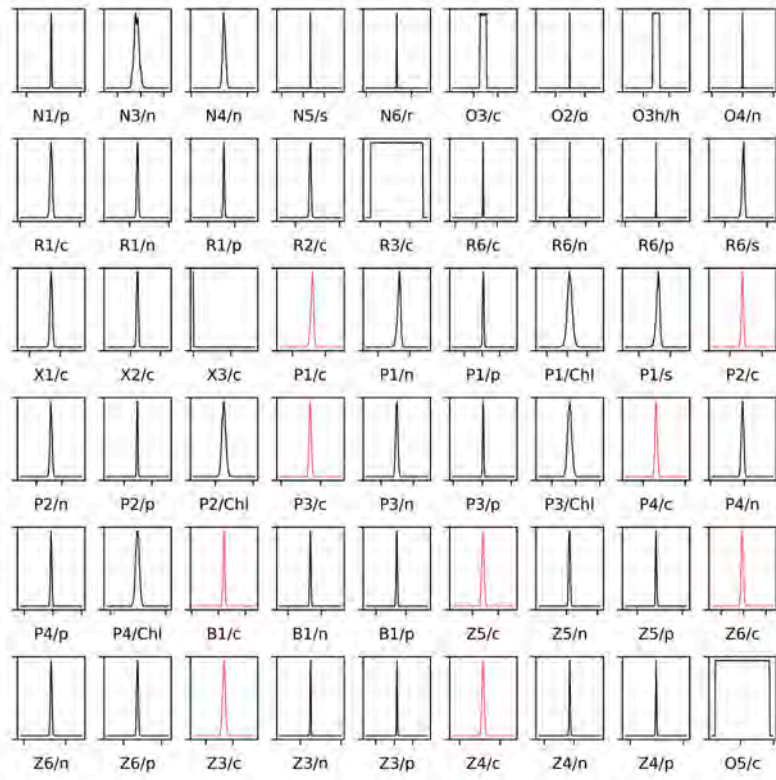 N1/p N3/n N4/n N5/s N6/r O3/c O2/o O3h/h O4/n
R1/c R1/n R1/p R2/c R3/c R6/c R6/n R6/p R6/s
X1/c X2/c X3/c P1/c P1/n P1/p P1/Chl P1/s P2/c
P2/n P2/p P2/Chl P3/c P3/n P3/p P3/Chl P4/c P4/n
P4/p P4/Chl B1/c B1/n B1/p Z5/c Z5/n Z5/p Z6/c
Z6/n Z6/p Z3/c Z3/n Z3/p Z4/c Z4/n Z4/p O5/c